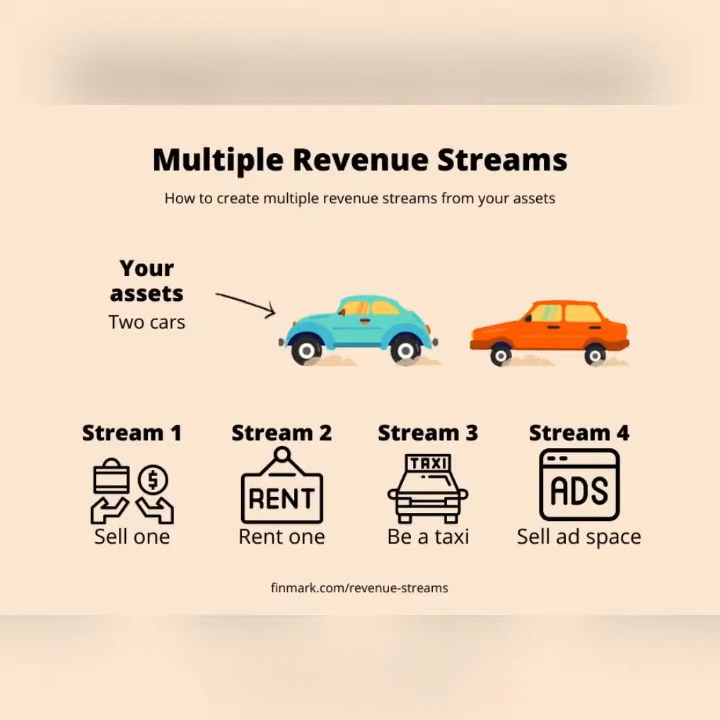 Multiple Revenue Streams
How to create multiple revenue streams from your assets
Your
assets
Two cars
Stream 1
Stream 2
Stream 3
Stream 4
$
RENT
TAXI
ADS
Sell one
Rent one
Be a taxi
Sell ad space
finmark.com/revenue-streams